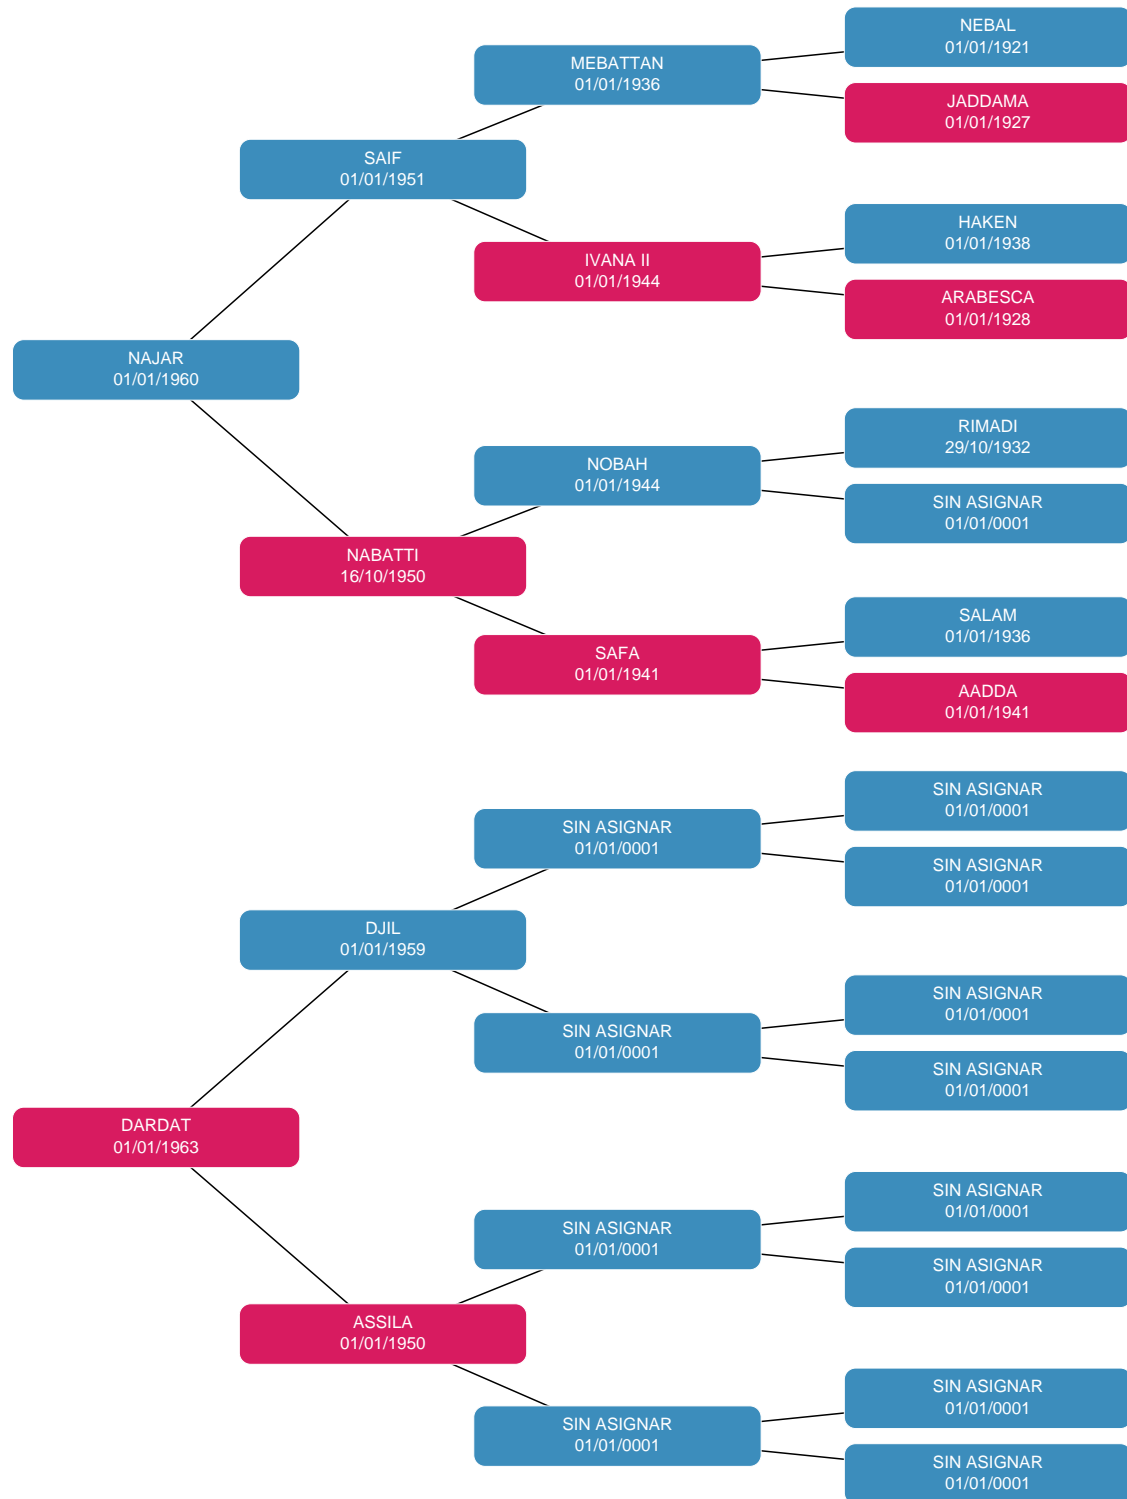 NEBAL
01/01/1921
MEBATTAN
01/01/1936
JADDAMA
01/01/1927
SAIF
01/01/1951
HAKEN
01/01/1938
IVANA II
01/01/1944
ARABESCA
01/01/1928
NAJAR
01/01/1960
RIMADI
29/10/1932
NOBAH
01/01/1944
SIN ASIGNAR
01/01/0001
NABATTI
16/10/1950
SALAM
01/01/1936
SAFA
01/01/1941
AADDA
01/01/1941
SIN ASIGNAR
01/01/0001
SIN ASIGNAR
01/01/0001
SIN ASIGNAR
01/01/0001
DJIL
01/01/1959
SIN ASIGNAR
01/01/0001
SIN ASIGNAR
01/01/0001
SIN ASIGNAR
01/01/0001
DARDAT
01/01/1963
SIN ASIGNAR
01/01/0001
SIN ASIGNAR
01/01/0001
SIN ASIGNAR
01/01/0001
ASSILA
01/01/1950
SIN ASIGNAR
01/01/0001
SIN ASIGNAR
01/01/0001
SIN ASIGNAR
01/01/0001